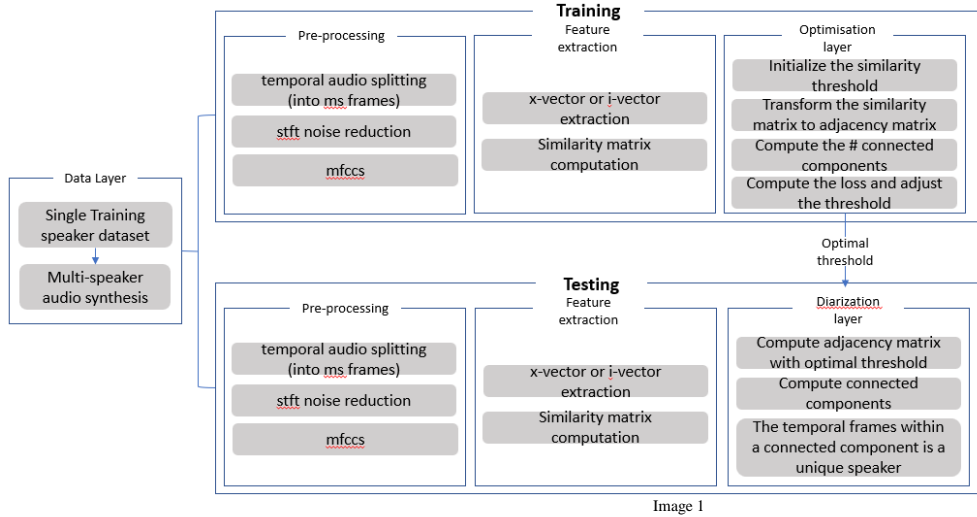 Training
Pre-processing
temporal audio splitting
(into ms frames)
stft noise reduction
mfccs
Feature
extraction
x-vector or i-vector
extraction
Similarity matrix
computation
Optimisation
layer
Initialize the similarity
threshold
Transform the similarity
matrix to adjacency matrix
Compute the # connected
components
Compute the loss and adjust
the threshold
Data Layer
Single Training
speaker dataset
Multi-speaker
audio synthesis
Optimal
threshold
Testing
Pre-processing
temporal audio splitting
(into ms frames)
stft noise reduction
mfccs
Feature
extraction
x-vector or i-vector
extraction
Similarity matrix
computation
Diarization
layer
Compute adjacency matrix
with optimal threshold
Compute connected
components
The temporal frames within
a connected component is a
unique speaker
Image 1